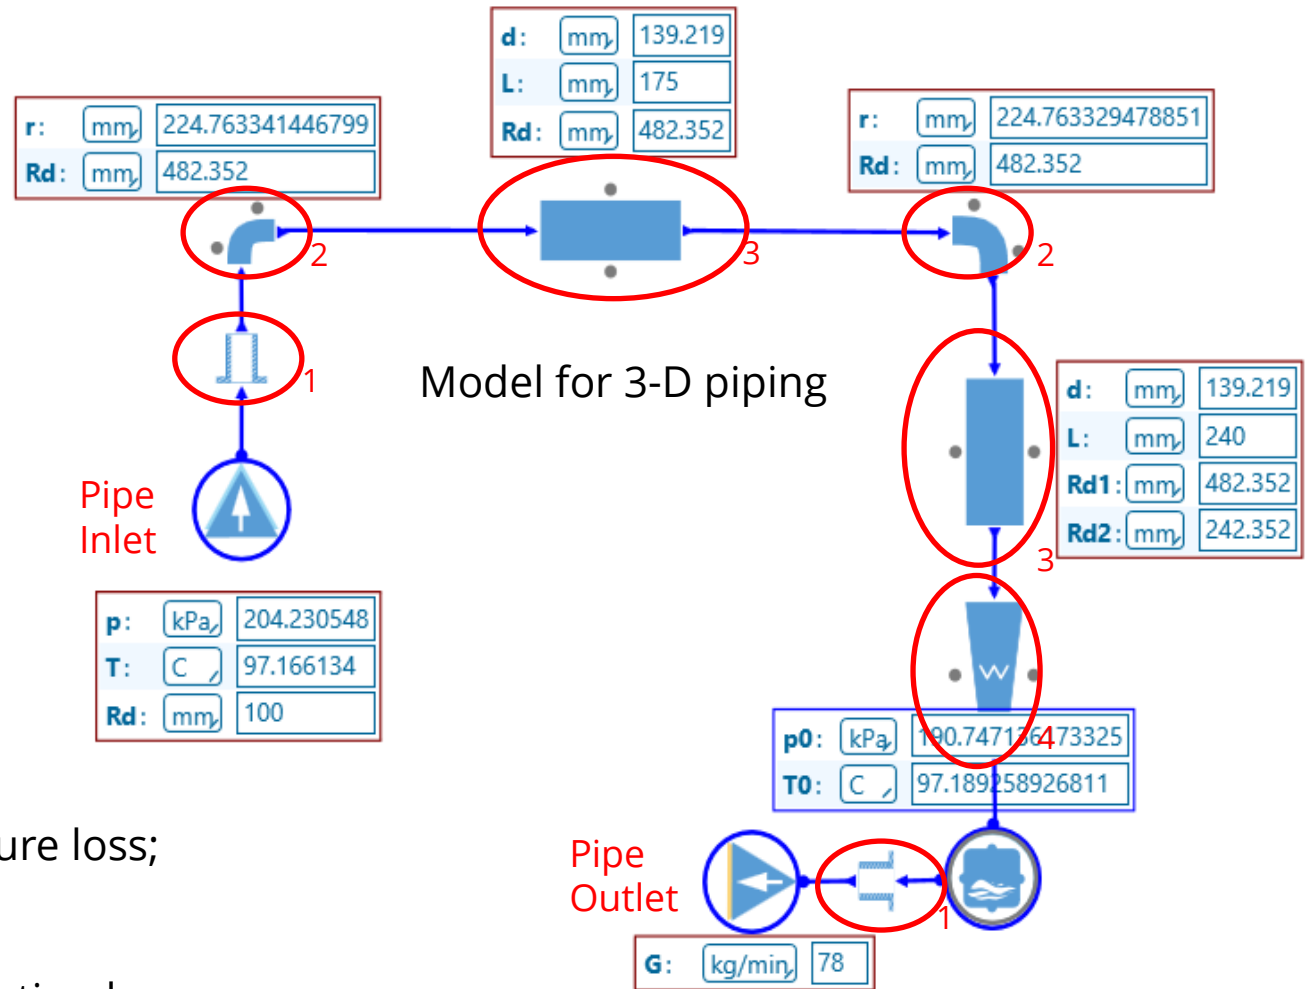 d: mm 139.219
L: mm 175
Rd: mm 482.352
r: mm 224.763341446799
Rd: mm 482.352
r: mm 224.763329478851
Rd: mm 482.352
2
3
2
1
Model for 3-D piping
d: mm 139.219
L: mm 240
Rd1: mm 482.352
Rd2: mm 242.352
3
Pipe
Inlet
p: kPa 204.230548
T: C 97.166134
Rd: mm 100
4
p0: kPa
T0: C 97.189258926811
ure loss;
Pipe
Outlet
1
G: kg/min 78